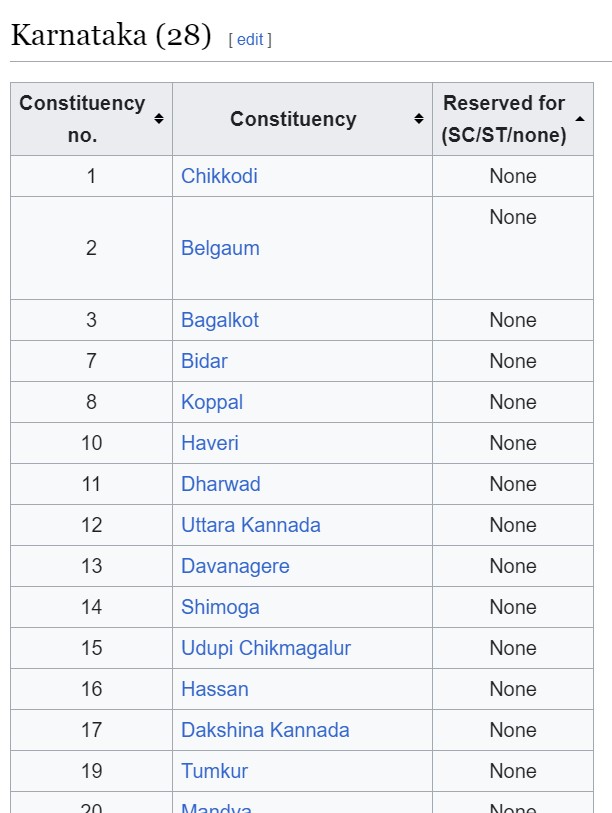 Karnataka (28) [ edit ]
Constituency no. Constituency Reserved for (SC/ST/none)
1 Chikkodi None
2 Belgaum None
3 Bagalkot None
7 Bidar None
8 Koppal None
10 Haveri None
11 Dharwad None
12 Uttara Kannada None
13 Davanagere None
14 Shimoga None
15 Udupi Chikmagalur None
16 Hassan None
17 Dakshina Kannada None
19 Tumkur None
20 Mandya None